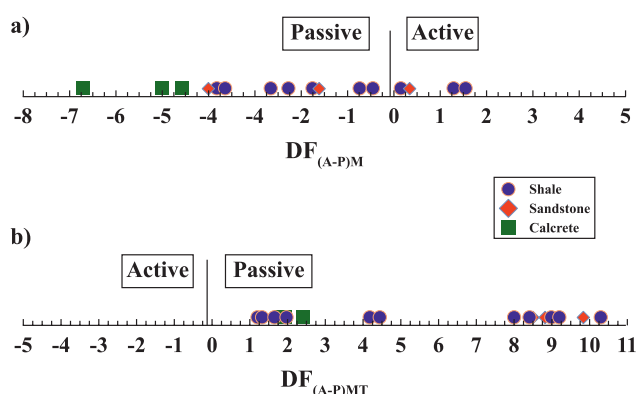 a)
Passive Active
-8 -7 -6 -5 -4 -3 -2 -1 0 1 2 3 4 5
DF(A-P)M
Shale
Sandstone
Calcrete
b)
Active Passive
-5 -4 -3 -2 -1 0 1 2 3 4 5 6 7 8 9 10 11
DF(A-P)MT